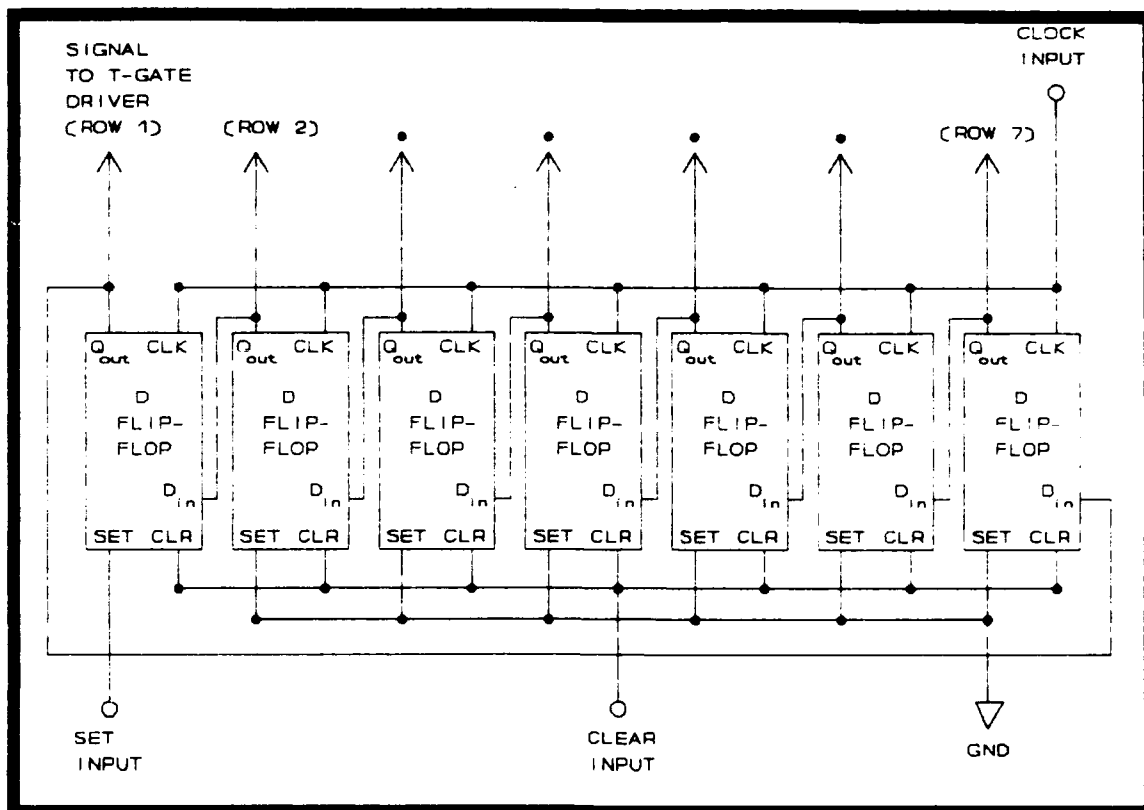 SIGNAL
TO T-GATE
DRIVER
(ROW 1)
(ROW 2)
(ROW 7)
CLOCK
INPUT
Qout CLK
D
FLIP-
FLOP
Din
SET CLR
Qout CLK
D
FLIP-
FLOP
Din
SET CLR
Qout CLK
D
FLIP-
FLOP
Din
SET CLR
Qout CLK
D
FLIP-
FLOP
Din
SET CLR
Qout CLK
D
FLIP-
FLOP
Din
SET CLR
Qout CLK
D
FLIP-
FLOP
Din
SET CLR
Qout CLK
D
FLIP-
FLOP
Din
SET CLR
SET
INPUT
CLEAR
INPUT
GND